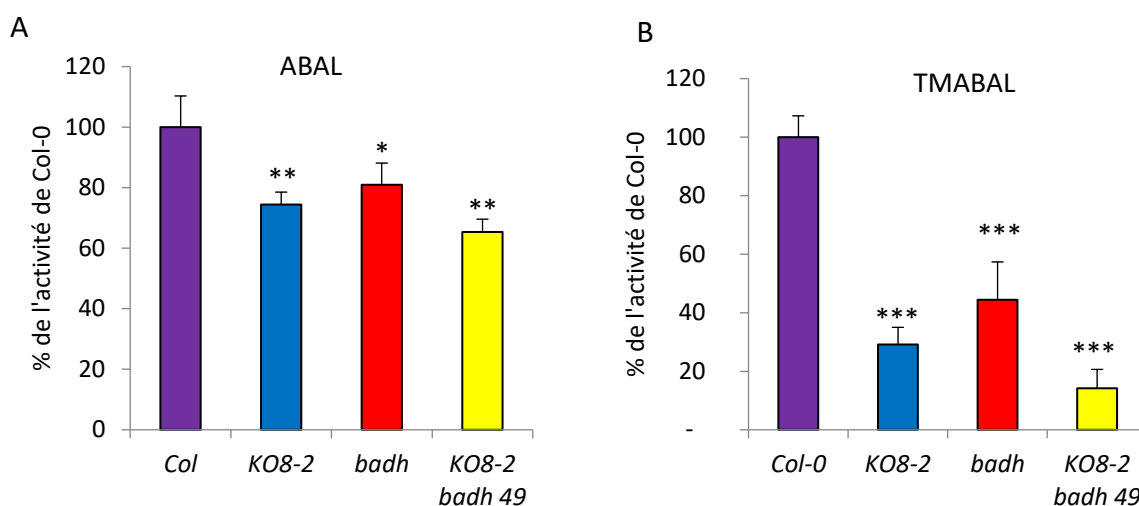 A
ABAL
% de l'activité de Col-0
120
100
80
60
40
20
0
**
*
**
Col
KO8-2
badh
KO8-2
badh 49
B
TMABAL
% de l'activité de Col-0
120
100
80
60
40
20
-
***
***
***
Col-0
KO8-2
badh
KO8-2
badh 49